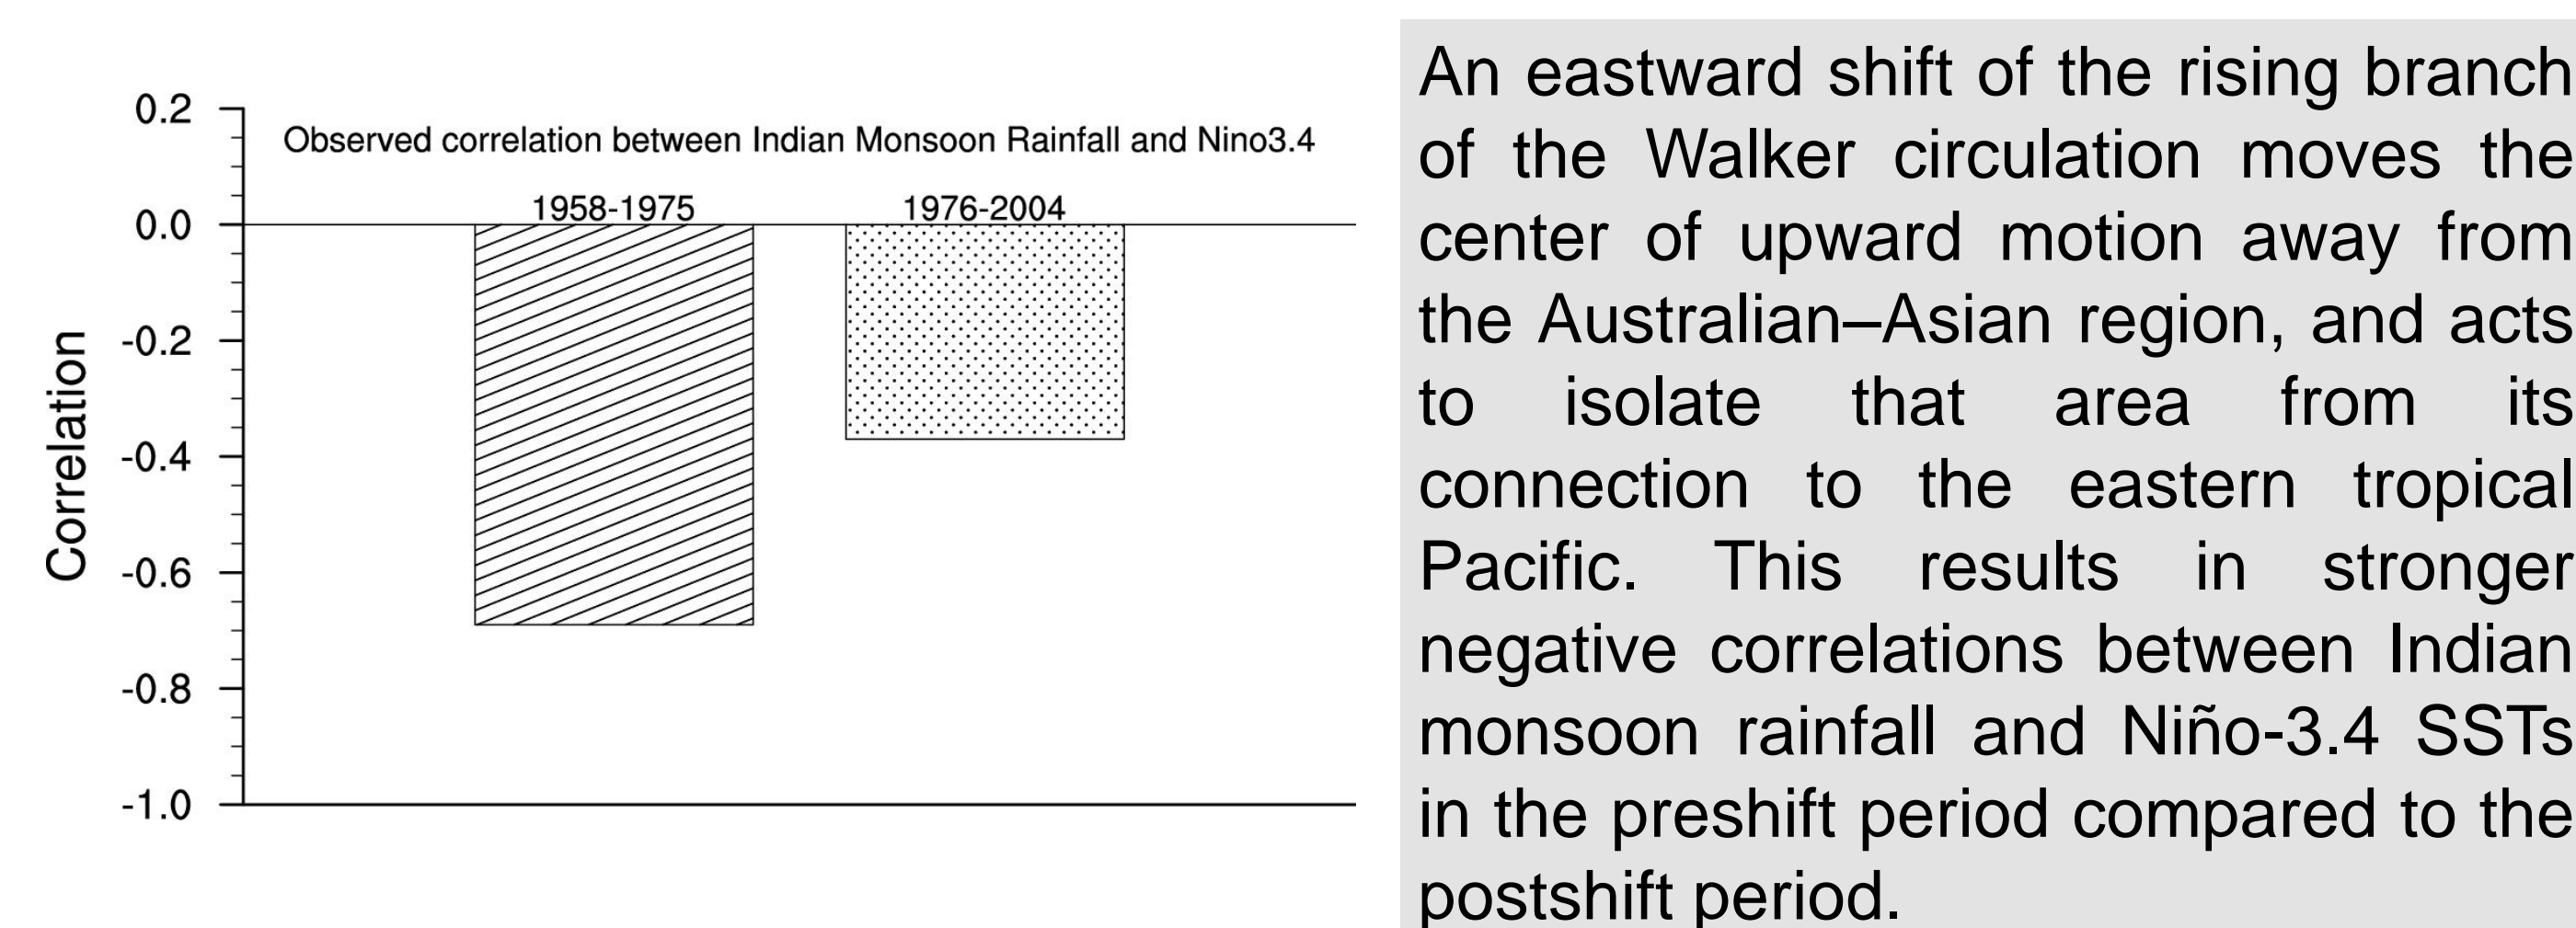 0.2
Observed correlation between Indian Monsoon Rainfall and Nino3.4
1958-1975 1976-2004
0.0
-0.2
-0.4
-0.6
-0.8
-1.0
Correlation
An eastward shift of the rising branch
of the Walker circulation moves the
center of upward motion away from
the Australian–Asian region, and acts
to isolate that area from its
connection to the eastern tropical
Pacific. This results in stronger
negative correlations between Indian
monsoon rainfall and Niño-3.4 SSTs
in the preshift period compared to the
postshift period.